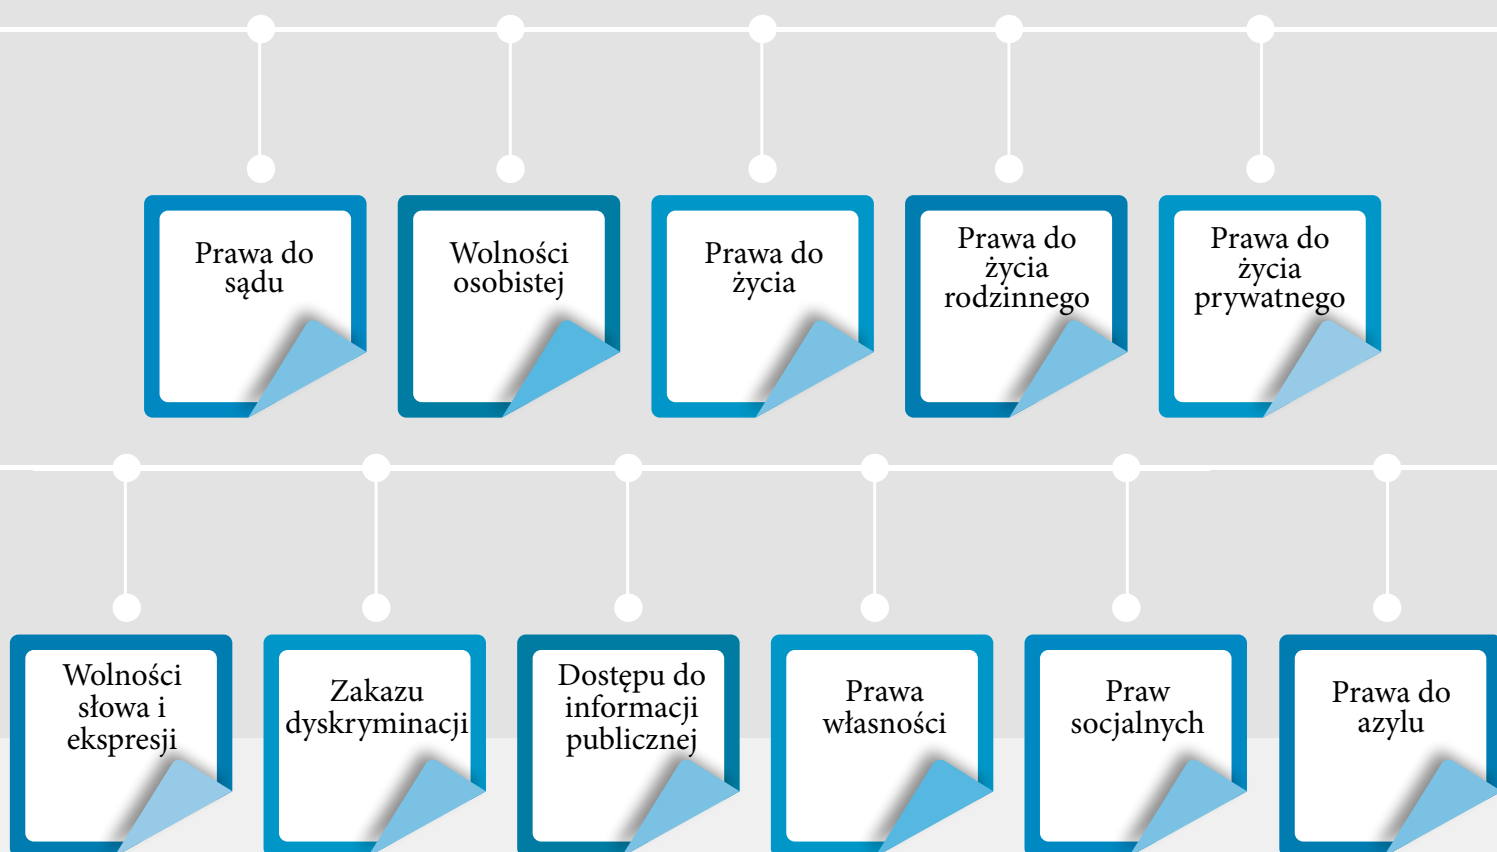 Prawa do
sądu
Wolności
osobistej
Prawa do
życia
Prawa do
życia
rodzinnego
Prawa do
życia
prywatnego
Wolności
słowa i
ekspresji
Zakazu
dyskryminacji
Dostępu do
informacji
publicznej
Prawa
własności
Praw
socjalnych
Prawa do
azylu